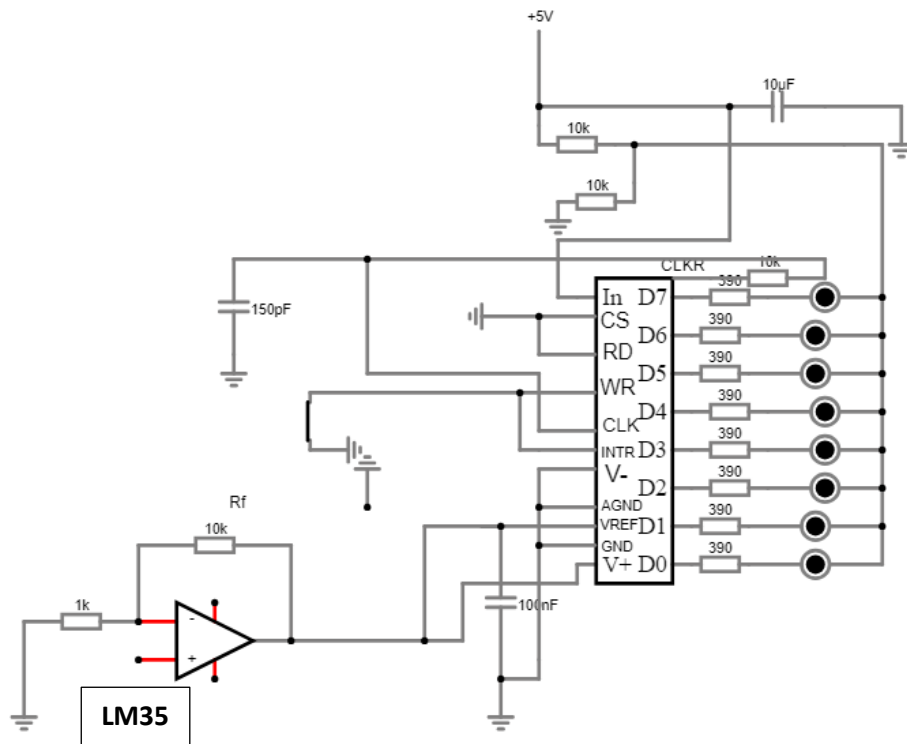 +5V
10µF
10k
10k
CLKR
10k
150pF
In D7 390
CS
D6 390
RD
D5 390
WR
D4 390
CLK
INTR D3 390
V-
D2 390
AGND
VREF D1 390
GND
V+ D0 390
Rf
10k
100nF
1k
-
+
LM35